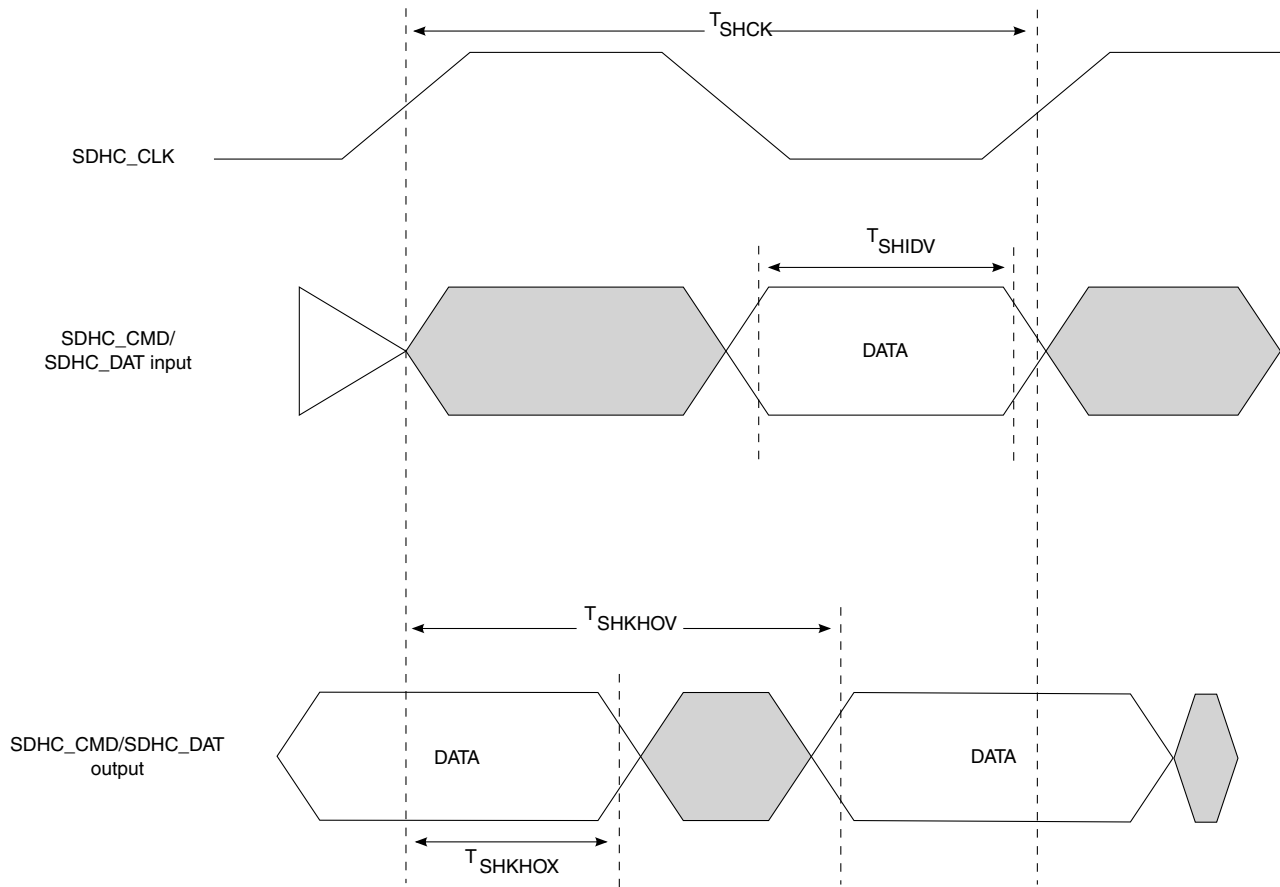 TSHCK
SDHC_CLK
TSHIDV
SDHC_CMD/
SDHC_DAT input
DATA
TSHKHOV
SDHC_CMD/SDHC_DAT
output
DATA
DATA
TSHKHOX